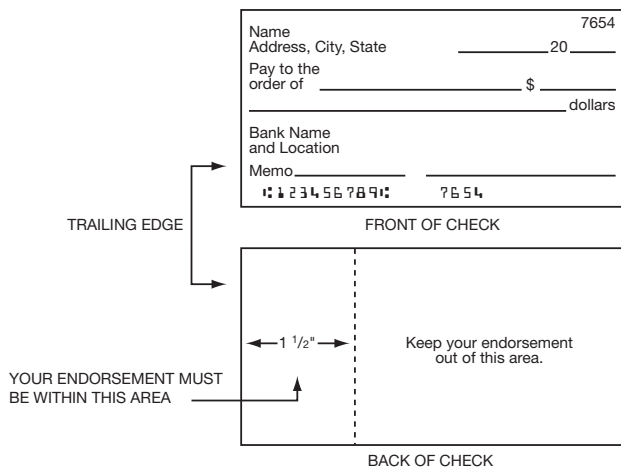 7654
Name
Address, City, State 20
Pay to the
order of $
dollars
Bank Name
and Location
Memo
⑆123456789⑆ 7654
TRAILING EDGE
FRONT OF CHECK
1 1/2"
Keep your endorsement
out of this area.
YOUR ENDORSEMENT MUST
BE WITHIN THIS AREA
BACK OF CHECK